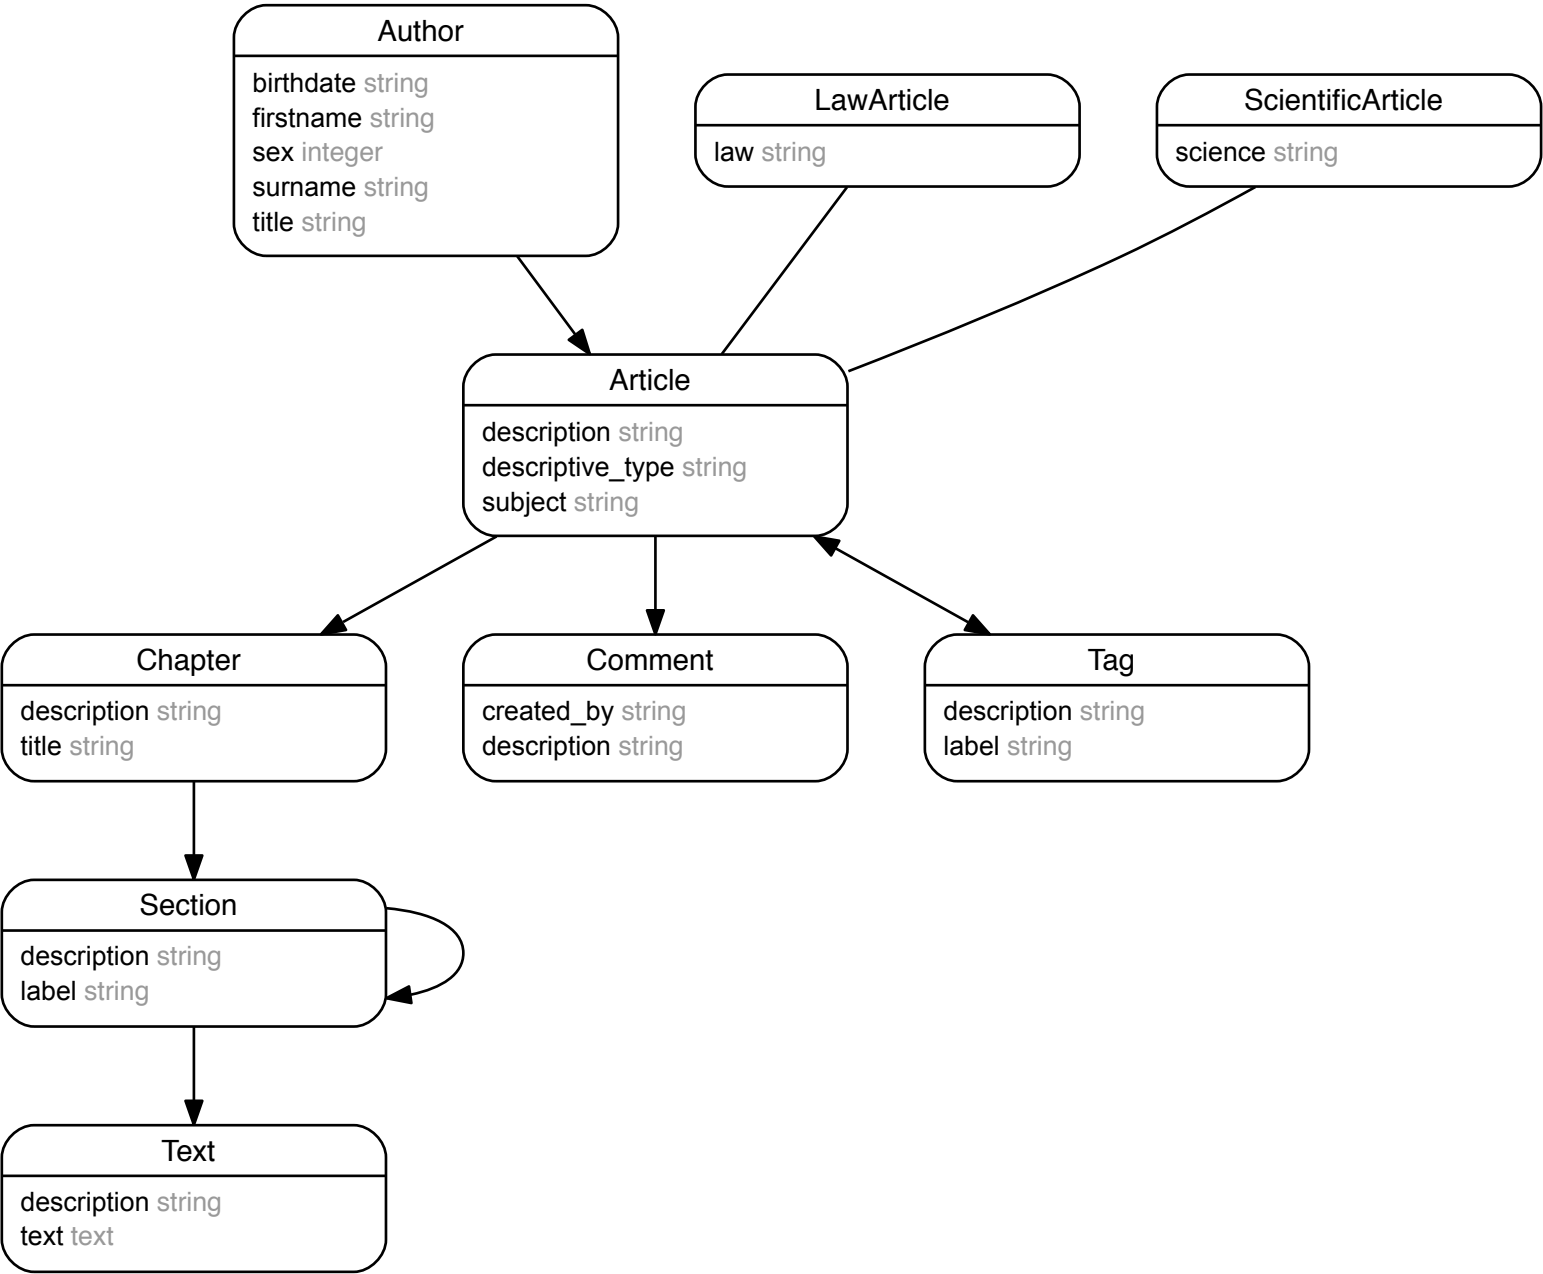 Author
birthdate string
firstname string
sex integer
surname string
title string
LawArticle
law string
ScientificArticle
science string
Article
description string
descriptive_type string
subject string
Chapter
description string
title string
Comment
created_by string
description string
Tag
description string
label string
Section
description string
label string
Text
description string
text text